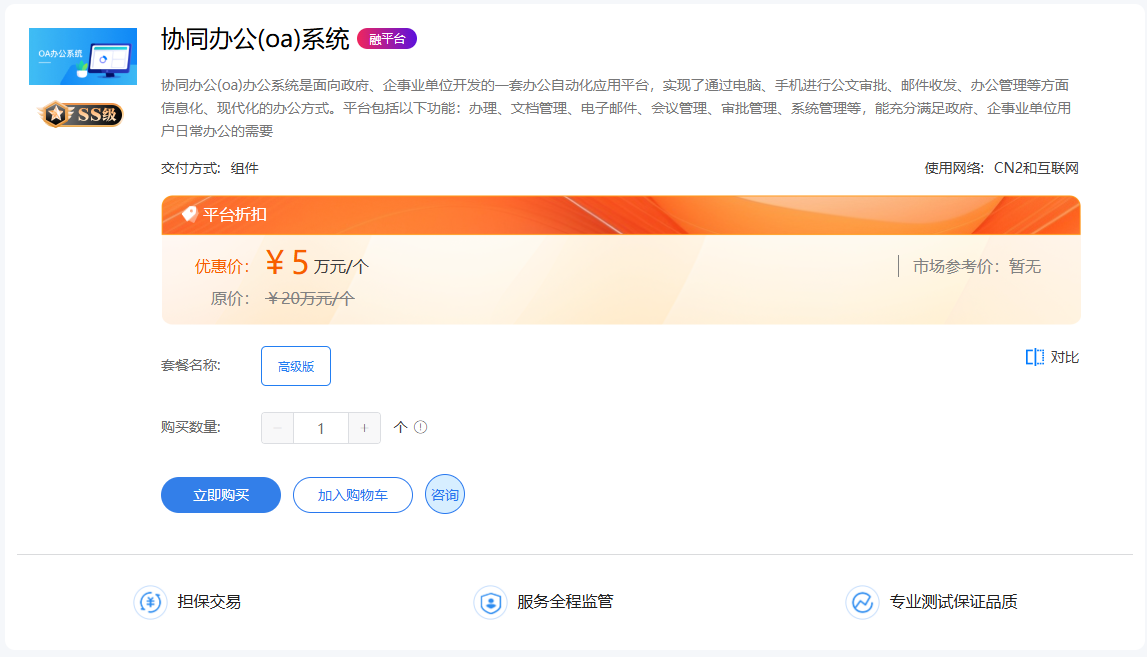 OA办公系统
SS级
协同办公(oa)系统 融平台
协同办公(oa)办公系统是面向政府、企事业单位开发的一套办公自动化应用平台，实现了通过电脑、手机进行公文审批、邮件收发、办公管理等方面
信息化、现代化的办公方式。平台包括以下功能：办理、文档管理、电子邮件、会议管理、审批管理、系统管理等，能充分满足政府、企事业单位用
户日常办公的需要
交付方式: 组件 使用网络: CN2和互联网
平台折扣
优惠价: ￥5万元/个 市场参考价: 暂无
原价: ￥20万元/个
套餐名称: 高级版 对比
购买数量: － 1 + 个
立即购买 加入购物车 咨询
担保交易 服务全程监管 专业测试保证品质